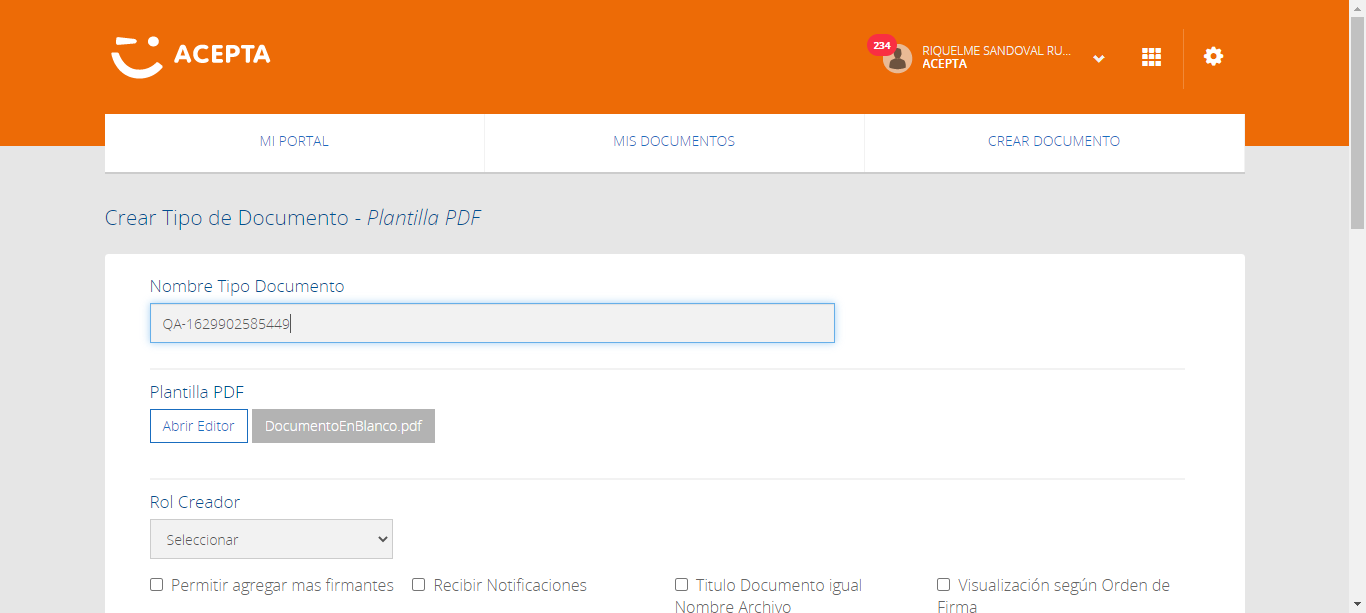 ACEPTA
234
RIQUELME SANDOVAL RU...
ACEPTA
MI PORTAL
MIS DOCUMENTOS
CREAR DOCUMENTO
Crear Tipo de Documento - Plantilla PDF
Nombre Tipo Documento
QA-1629902585449
Plantilla PDF
Abrir Editor
DocumentoEnBlanco.pdf
Rol Creador
Seleccionar
Permitir agregar mas firmantes
Recibir Notificaciones
Titulo Documento igual
Nombre Archivo
Visualización según Orden de
Firma